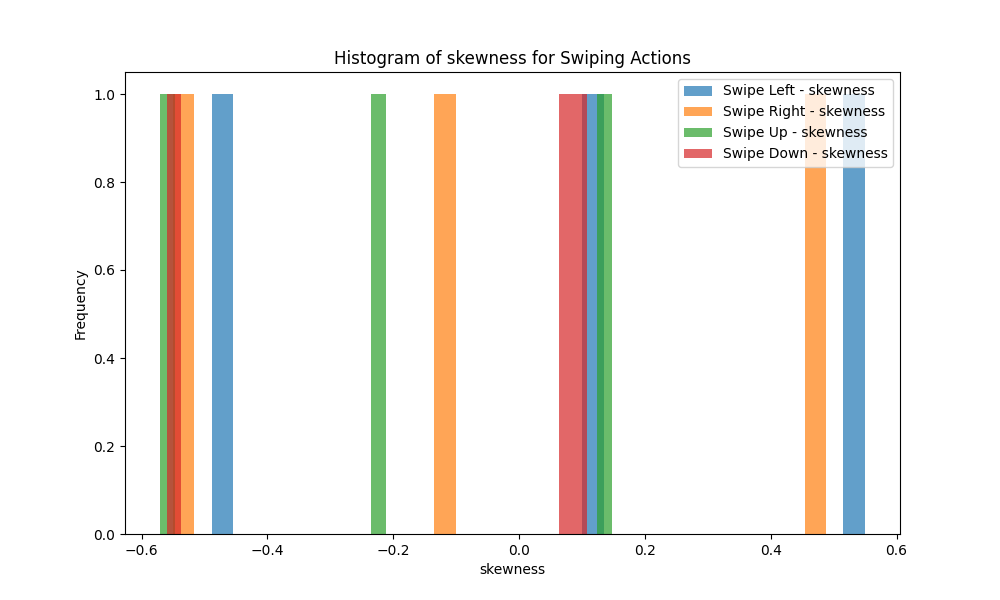 Histogram of skewness for Swiping Actions
Swipe Left - skewness
Swipe Right - skewness
Swipe Up - skewness
Swipe Down - skewness
Frequency
1.0
0.8
0.6
0.4
0.2
0.0
−0.6 −0.4 −0.2 0.0 0.2 0.4 0.6
skewness